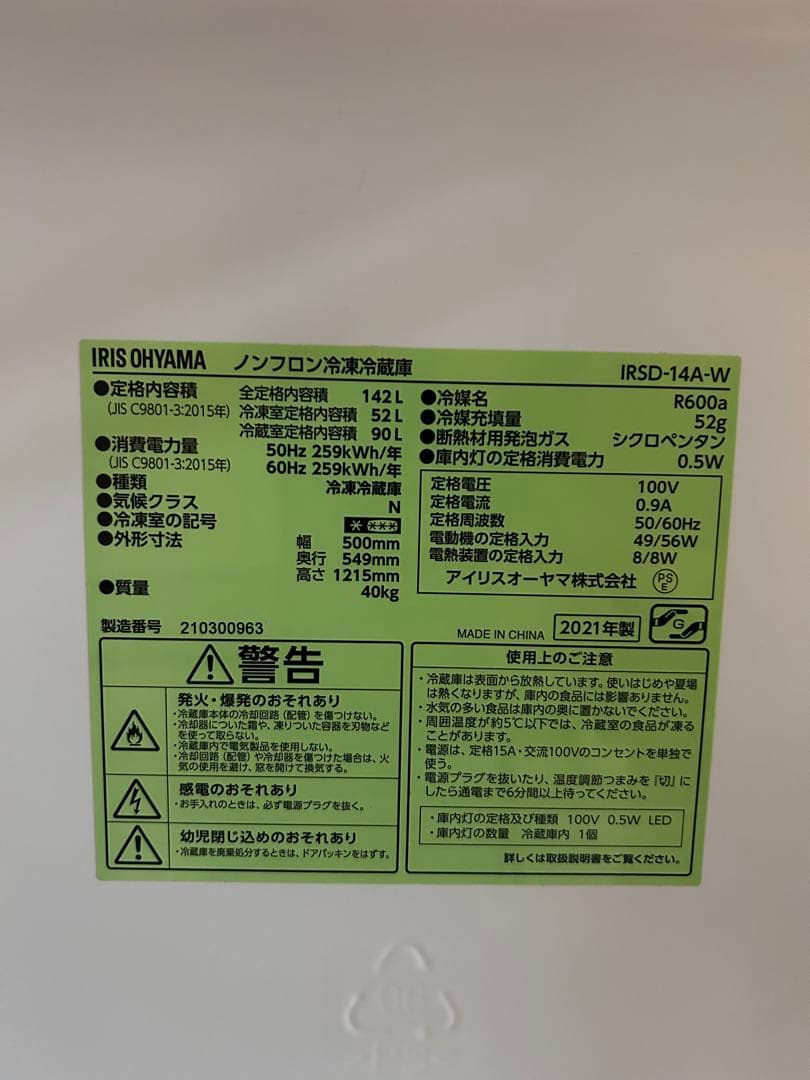 IRIS OHYAMA ノンフロン冷凍冷蔵庫 IRSD-14A-W
●定格内容積 全定格内容積 142L
(JIS C9801-3:2015年) 冷凍室定格内容積 52L
冷蔵室定格内容積 90L
●消費電力量 50Hz 259kWh/年
(JIS C9801-3:2015年) 60Hz 259kWh/年
●種類 冷凍冷蔵庫
●気候クラス N
●冷凍室の記号
●外形寸法 幅 500mm
奥行 549mm
高さ 1215mm
●質量 40kg
●冷媒名 R600a
●冷媒充填量 52g
●断熱材用発泡ガス シクロペンタン
●庫内灯の定格消費電力 0.5W
定格電圧 100V
定格電流 0.9A
定格周波数 50/60Hz
電動機の定格入力 49/56W
電熱装置の定格入力 8/8W
アイリスオーヤマ株式会社 PSE
製造番号 210300963
MADE IN CHINA 2021年製 G
警告
発火・爆発のおそれあり
・冷蔵庫本体の冷却回路(配管)を傷つけない。
・冷却器についた霜や、凍りついた容器を刃物など
を使って取らない。
・冷蔵庫内で電気製品を使用しない。
・冷却回路(配管)や冷却器を傷つけた場合は、火
気の使用を避け、窓を開けて換気する。
感電のおそれあり
・お手入れのときは、必ず電源プラグを抜く。
幼児閉じ込めのおそれあり
・冷蔵庫を廃棄処分するときは、ドアパッキンをはずす。
使用上のご注意
・冷蔵庫は表面から放熱しています。使いはじめや夏場
は熱くなりますが、庫内の食品には影響ありません。
・水気の多い食品は庫内の奥に置かないでください。
・周囲温度が約5℃以下では、冷蔵室の食品が凍る
ことがあります。
・電源は、定格15A・交流100Vのコンセントを単独で
使う。
・電源プラグを抜いたり、温度調節つまみを「切」に
したら通電まで6分間以上待ってください。
・庫内灯の定格及び種類 100V 0.5W LED
・庫内灯の数量 冷蔵庫内 1個
詳しくは取扱説明書をご覧ください。